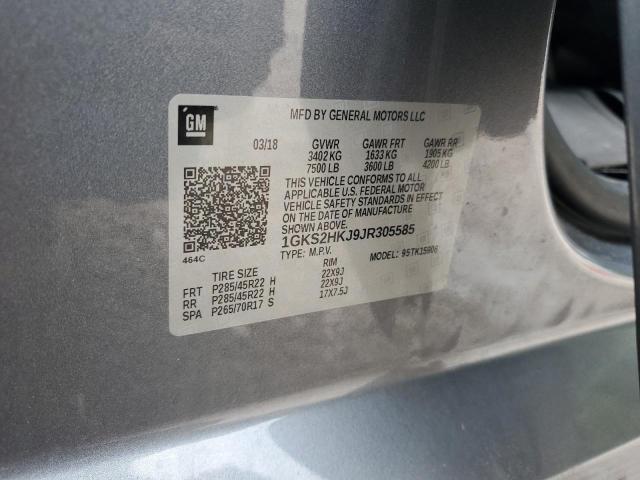 GM
MFD BY GENERAL MOTORS LLC
03/18 GVWR GAWR FRT GAWR RR
3402 KG 1633 KG 1905 KG
7500 LB 3600 LB 4200 LB
THIS VEHICLE CONFORMS TO ALL
APPLICABLE U.S. FEDERAL MOTOR
VEHICLE SAFETY STANDARDS IN EFFECT
ON THE DATE OF MANUFACTURE
1GKS2HKJ9JR305585
464C
TYPE: M.P.V. MODEL: 95TK15906
TIRE SIZE RIM
FRT P285/45R22 H 22X9J
RR P285/45R22 H 22X9J
SPA P265/70R17 S 17X7.5J